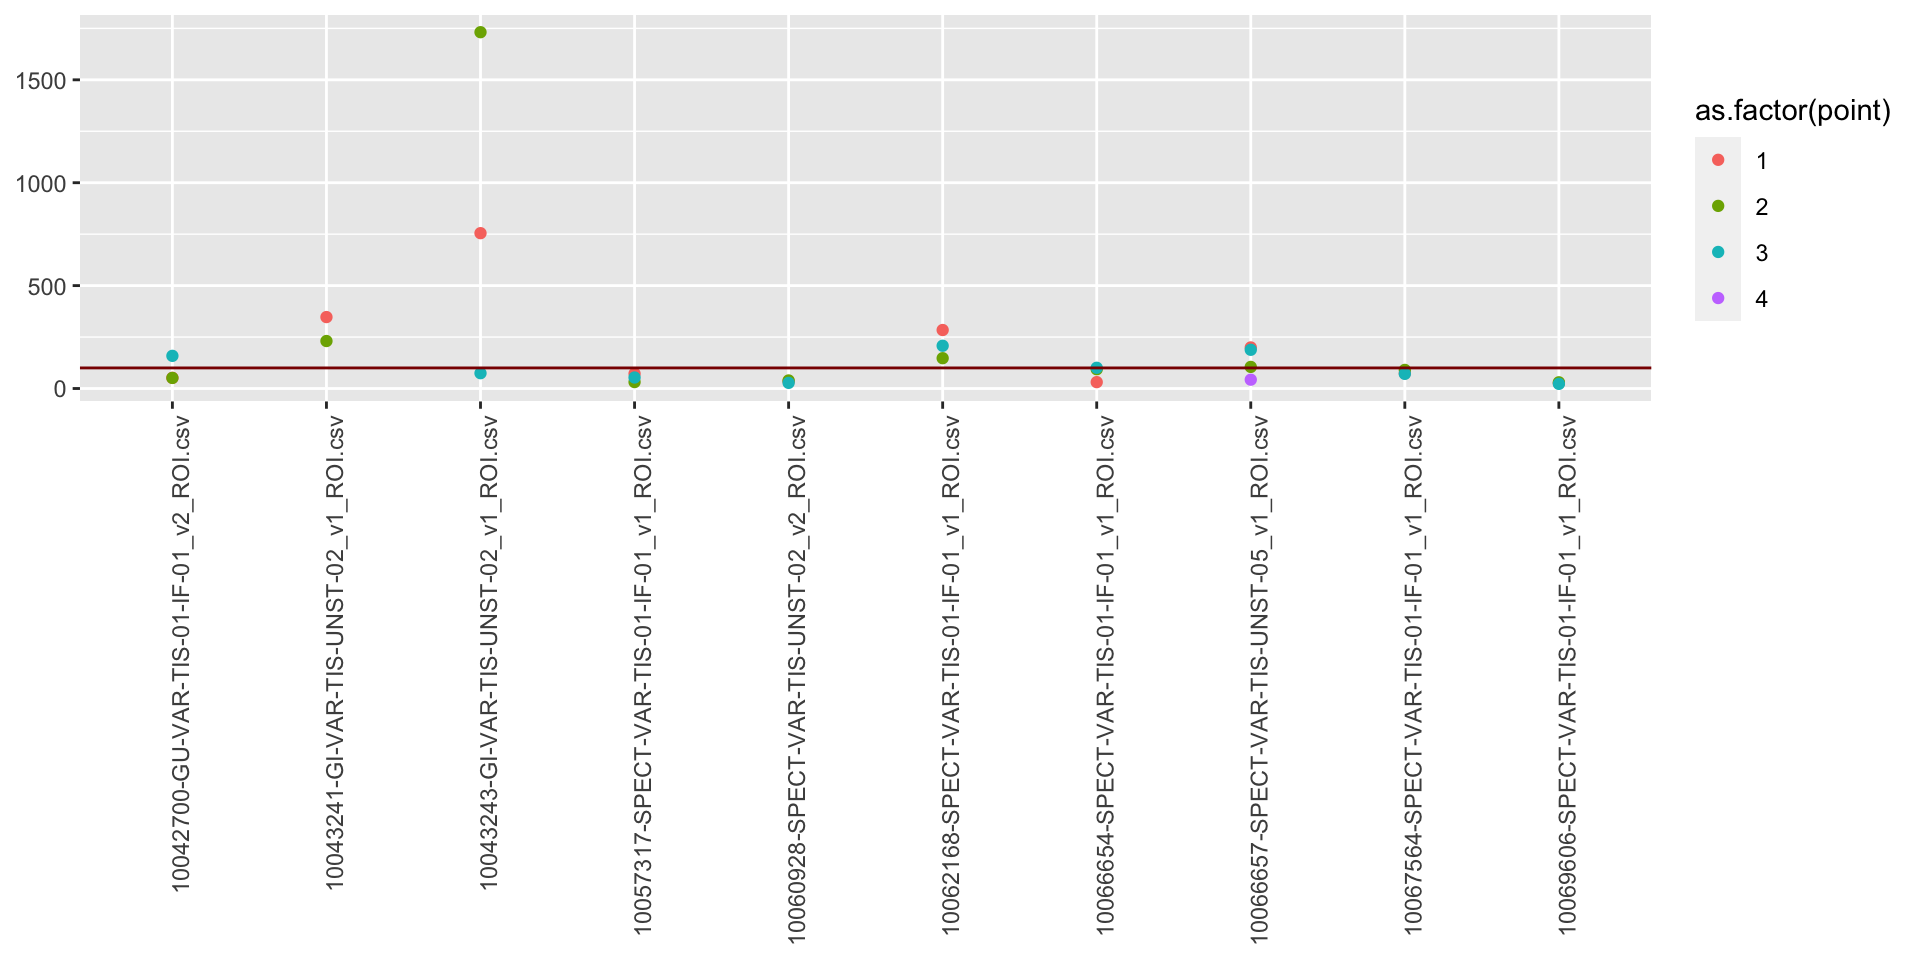 1500
1000
500
0
10042700-GU-VAR-TIS-01-IF-01_v2_ROI.csv
10043241-GI-VAR-TIS-UNST-02_v1_ROI.csv
10043243-GI-VAR-TIS-UNST-02_v1_ROI.csv
10057317-SPECT-VAR-TIS-01-IF-01_v1_ROI.csv
10060928-SPECT-VAR-TIS-UNST-02_v2_ROI.csv
10062168-SPECT-VAR-TIS-01-IF-01_v1_ROI.csv
10066654-SPECT-VAR-TIS-01-IF-01_v1_ROI.csv
10066657-SPECT-VAR-TIS-UNST-05_v1_ROI.csv
10067564-SPECT-VAR-TIS-01-IF-01_v1_ROI.csv
10069606-SPECT-VAR-TIS-01-IF-01_v1_ROI.csv
as.factor(point)
1
2
3
4